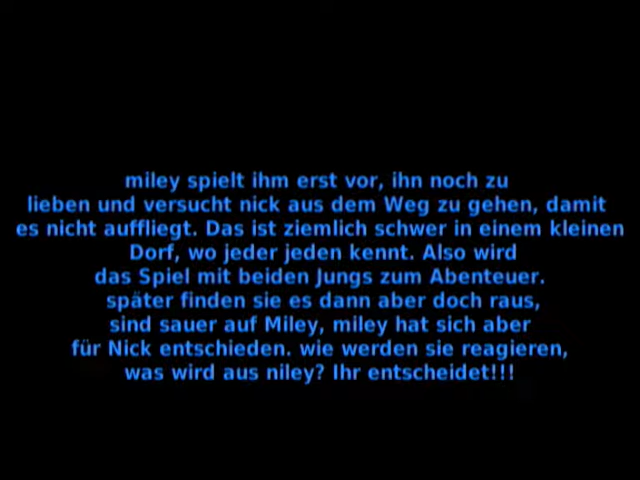 miley spielt ihm erst vor, ihn noch zu
lieben und versucht nick aus dem Weg zu gehen, damit
es nicht auffliegt. Das ist ziemlich schwer in einem kleinen
Dorf, wo jeder jeden kennt. Also wird
das Spiel mit beiden Jungs zum Abenteuer.
später finden sie es dann aber doch raus,
sind sauer auf Miley, miley hat sich aber
für Nick entschieden. wie werden sie reagieren,
was wird aus niley? Ihr entscheidet!!!